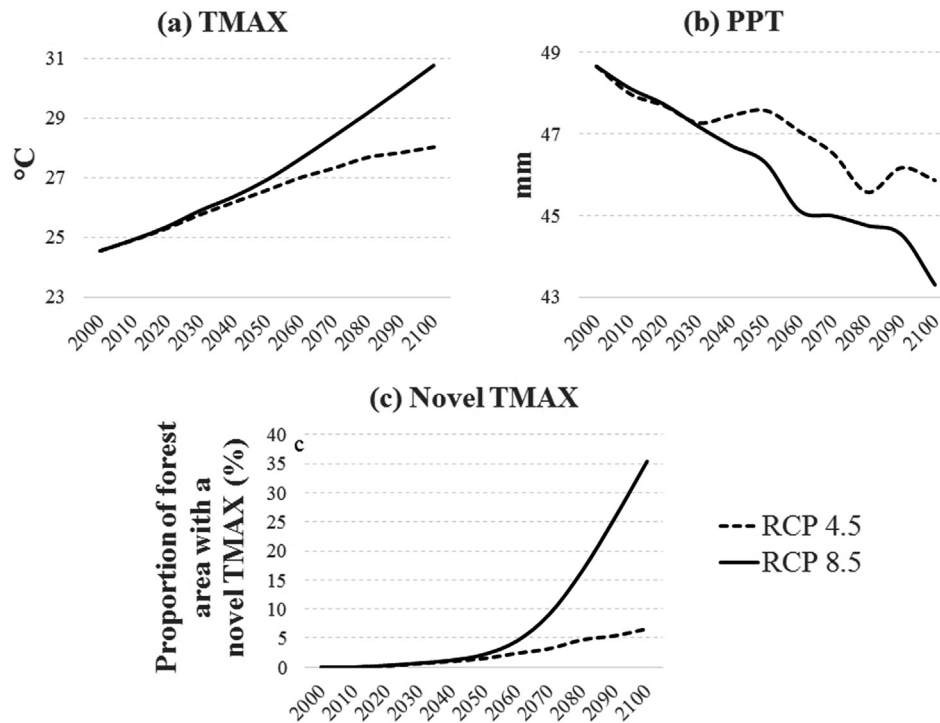 (a) TMAX
31
29
27
25
23
°C
2000 2010 2020 2030 2040 2050 2060 2070 2080 2090 2100
(b) PPT
49
47
45
43
mm
2000 2010 2020 2030 2040 2050 2060 2070 2080 2090 2100
(c) Novel TMAX
c
40
35
30
25
20
15
10
5
0
Proportion of forest
area with a
novel TMAX (%)
2000 2010 2020 2030 2040 2050 2060 2070 2080 2090 2100
RCP 4.5
RCP 8.5